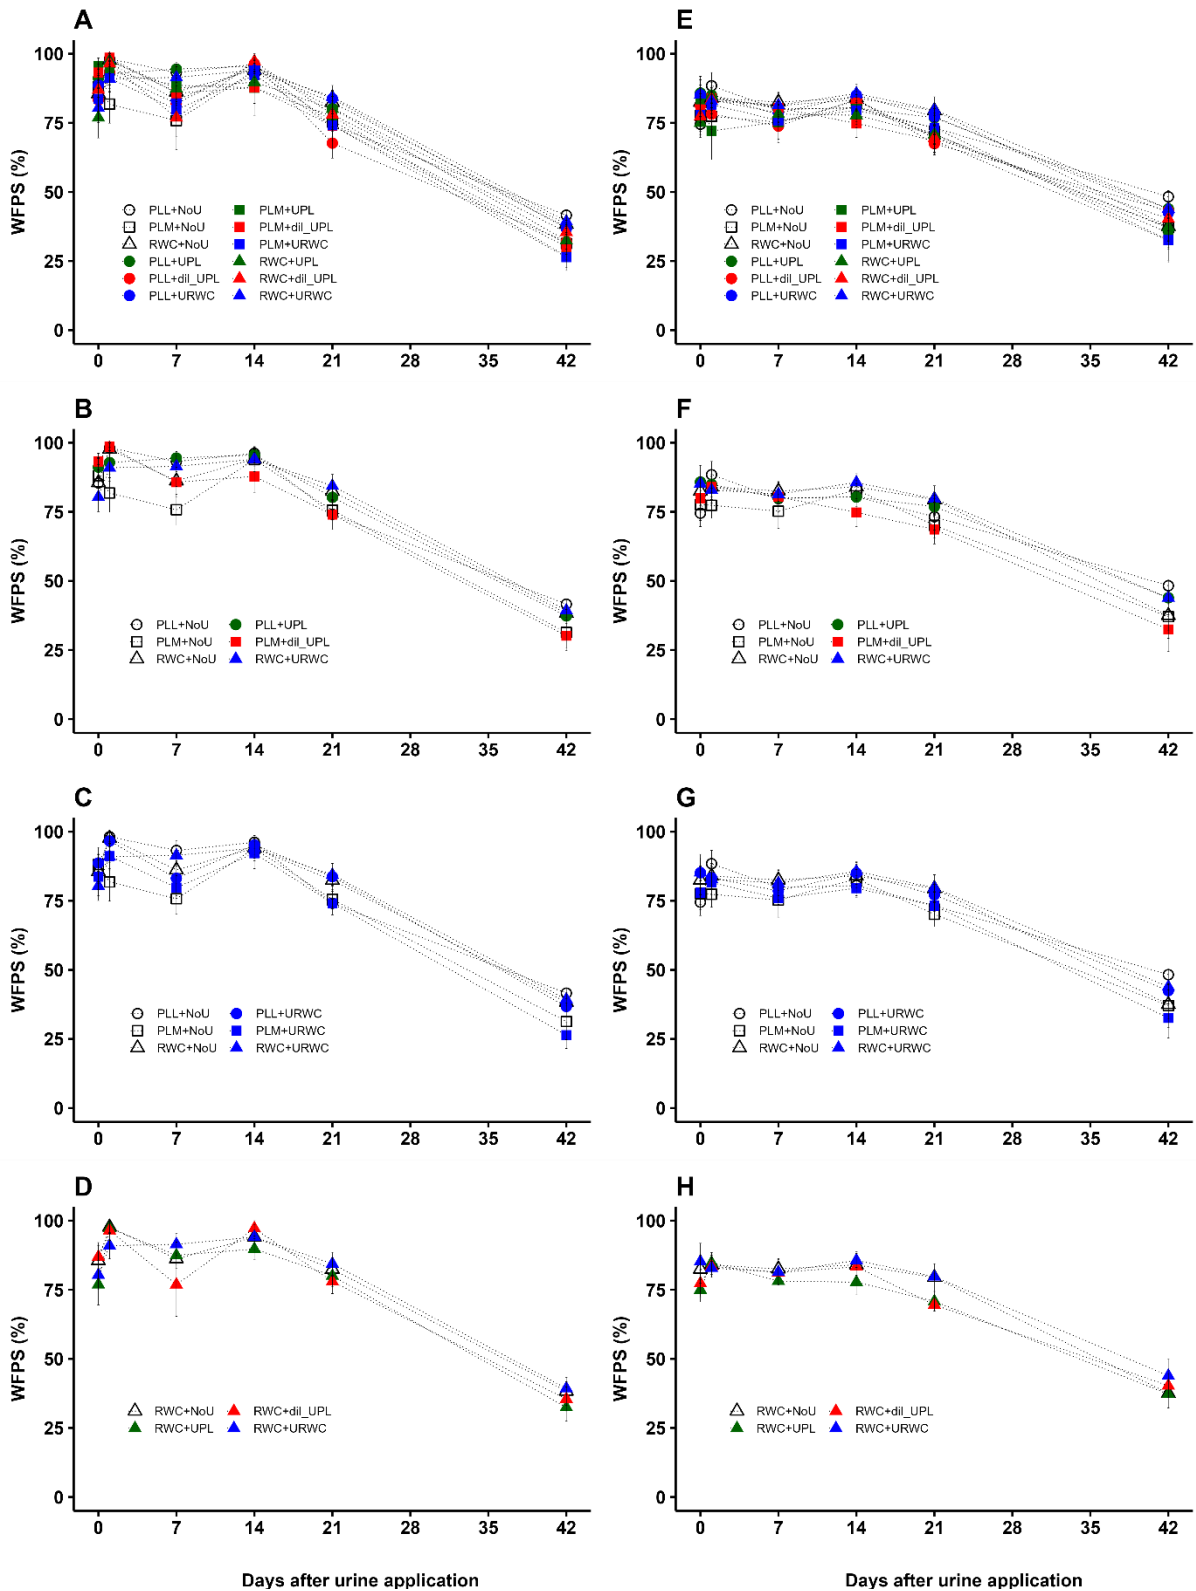 A
WFPS (%)
100
75
50
25
0
PLL+NoU
PLM+NoU
RWC+NoU
PLL+UPL
PLL+dil_UPL
PLL+URWC
PLM+UPL
PLM+dil_UPL
PLM+URWC
RWC+UPL
RWC+dil_UPL
RWC+URWC
0 7 14 21 28 35 42
E
WFPS (%)
100
75
50
25
0
PLL+NoU
PLM+NoU
RWC+NoU
PLL+UPL
PLL+dil_UPL
PLL+URWC
PLM+UPL
PLM+dil_UPL
PLM+URWC
RWC+UPL
RWC+dil_UPL
RWC+URWC
0 7 14 21 28 35 42
B
WFPS (%)
100
75
50
25
0
PLL+NoU
PLM+NoU
RWC+NoU
PLL+UPL
PLM+dil_UPL
RWC+URWC
0 7 14 21 28 35 42
F
WFPS (%)
100
75
50
25
0
PLL+NoU
PLM+NoU
RWC+NoU
PLL+UPL
PLM+dil_UPL
RWC+URWC
0 7 14 21 28 35 42
C
WFPS (%)
100
75
50
25
0
PLL+NoU
PLM+NoU
RWC+NoU
PLL+URWC
PLM+URWC
RWC+URWC
0 7 14 21 28 35 42
G
WFPS (%)
100
75
50
25
0
PLL+NoU
PLM+NoU
RWC+NoU
PLL+URWC
PLM+URWC
RWC+URWC
0 7 14 21 28 35 42
D
WFPS (%)
100
75
50
25
0
RWC+NoU
RWC+UPL
RWC+dil_UPL
RWC+URWC
0 7 14 21 28 35 42
Days after urine application
H
WFPS (%)
100
75
50
25
0
RWC+NoU
RWC+UPL
RWC+dil_UPL
RWC+URWC
0 7 14 21 28 35 42
Days after urine application